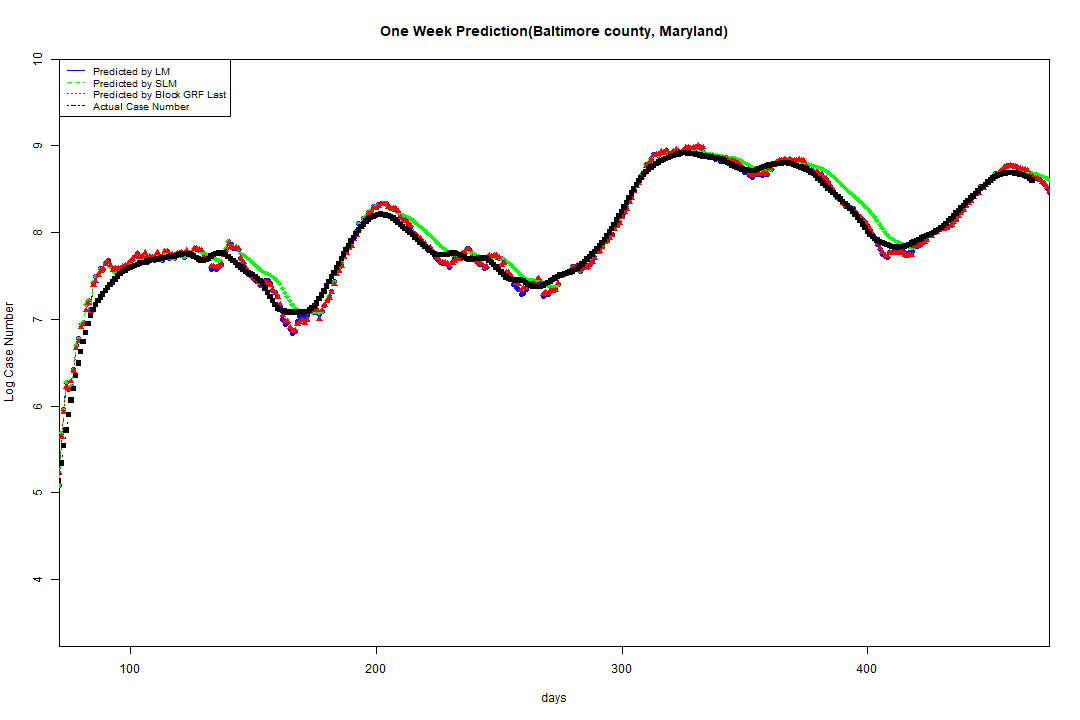 One Week Prediction(Baltimore county, Maryland)
Predicted by LM
Predicted by SLM
Predicted by Block GRF Last
Actual Case Number
10
9
8
7
6
5
4
Log Case Number
100 200 300 400
days